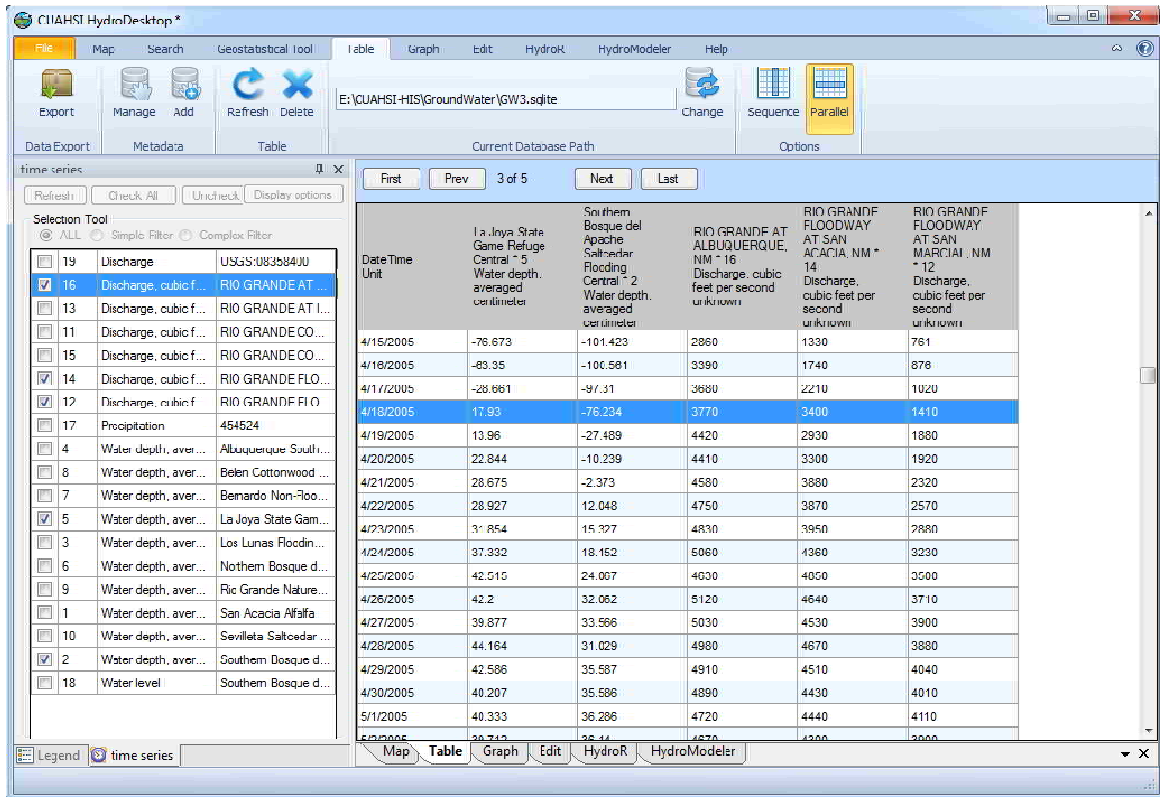 CUAHSI HydroDesktop *
File Map Search Geostatistical Tool Table Graph Edit HydroR HydroModeler Help
E:\CUAHSI-HIS\GroundWater\GW3.sqlite
Export Manage Add Refresh Delete Change Sequence Parallel
Data Export Metadata Table Current Database Path Options
time series
Refresh Check All Uncheck Display options
Selection Tool
ALL Simple Filter Complex Filter
19 Discharge USGS:08358400
16 Discharge, cubic f... RIO GRANDE AT ...
13 Discharge, cubic f... RIO GRANDE AT I...
11 Discharge, cubic f... RIO GRANDE CO...
15 Discharge, cubic f... RIO GRANDE CO...
14 Discharge, cubic f... RIO GRANDE FLO...
12 Discharge, cubic f... RIO GRANDE FLO...
17 Precipitation 454524
4 Water depth, aver... Albuquerque South...
8 Water depth, aver... Belen Cottonwood ...
7 Water depth, aver... Bernardo Non-Floo...
5 Water depth, aver... La Joya State Gam...
3 Water depth, aver... Los Lunas Floodin...
6 Water depth, aver... Nothern Bosque d...
9 Water depth, aver... Rio Grande Nature...
1 Water depth, aver... San Acacia Alfalfa
10 Water depth, aver... Sevilleta Saltcedar ...
2 Water depth, aver... Southern Bosque d...
18 Water level Southern Bosque d...
Legend time series
First Prev 3 of 5 Next Last
DateTime
Unit
La Joya State
Game Refuge
Central * 5
Water depth,
averaged
centimeter
Southern
Bosque del
Apache
Saltcedar
Flooding
Central * 2
Water depth,
averaged
centimeter
RIO GRANDE AT
ALBUQUERQUE,
NM * 16
Discharge, cubic
feet per second
unknown
RIO GRANDE
FLOODWAY
AT SAN
ACACIA, NM *
14
Discharge,
cubic feet per
second
unknown
RIO GRANDE
FLOODWAY
AT SAN
MARCIAL, NM
* 12
Discharge,
cubic feet per
second
unknown
4/15/2005 -76.673 -101.423 2860 1330 761
4/16/2005 -63.35 -100.561 3390 1740 876
4/17/2005 -28.661 -97.31 3680 2210 1020
4/18/2005 17.93 -76.234 3770 3400 1410
4/19/2005 13.96 -27.489 4420 2930 1880
4/20/2005 22.844 -10.239 4410 3300 1920
4/21/2005 28.675 -2.373 4580 3680 2320
4/22/2005 28.927 12.048 4750 3870 2570
4/23/2005 31.854 15.327 4830 3950 2880
4/24/2005 37.332 18.152 5060 4360 3230
4/25/2005 42.515 24.067 4630 4850 3500
4/26/2005 42.2 32.062 5120 4640 3710
4/27/2005 39.877 33.566 5030 4530 3900
4/28/2005 44.164 31.029 4980 4670 3880
4/29/2005 42.586 35.587 4910 4510 4040
4/30/2005 40.207 35.586 4890 4430 4010
5/1/2005 40.333 36.286 4720 4440 4110
Map Table Graph Edit HydroR HydroModeler